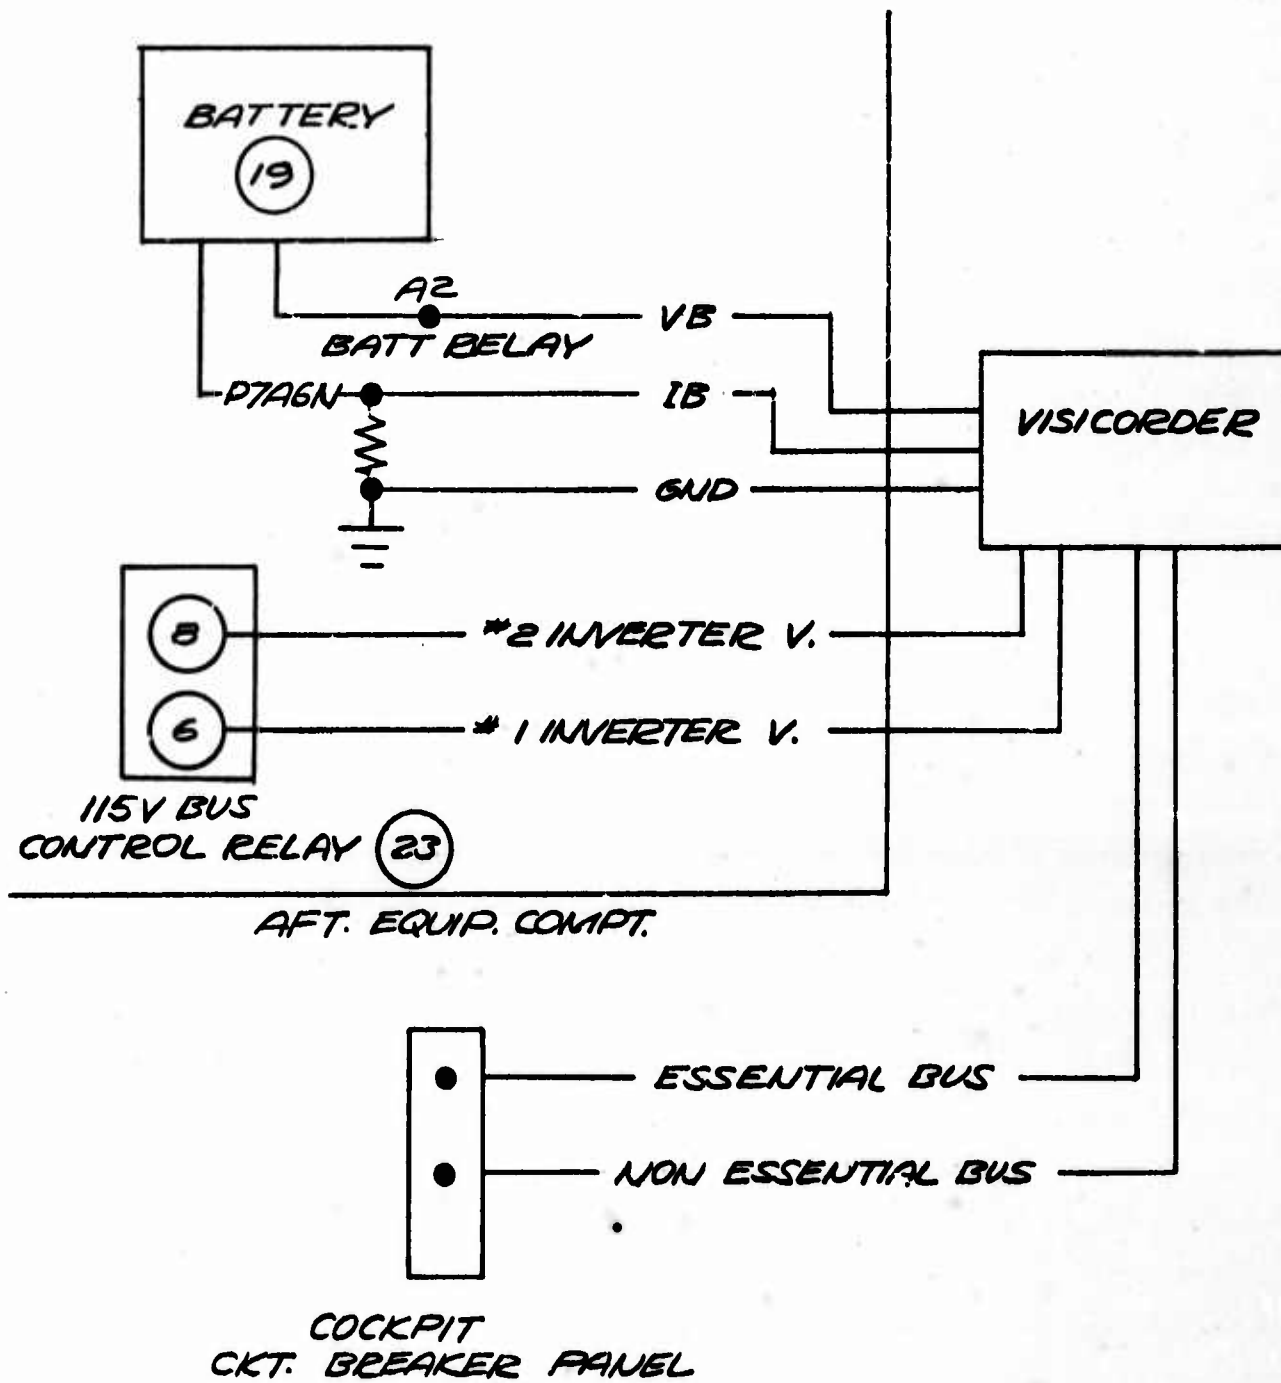 BATTERY
19
A2
VB
BATT RELAY
P7A6N
IB
VISICORDER
GND
8
#2 INVERTER V.
6
#1 INVERTER V.
115V BUS
CONTROL RELAY 23
AFT. EQUIP. COMPT.
ESSENTIAL BUS
NON ESSENTIAL BUS
COCKPIT
CKT. BREAKER PANEL